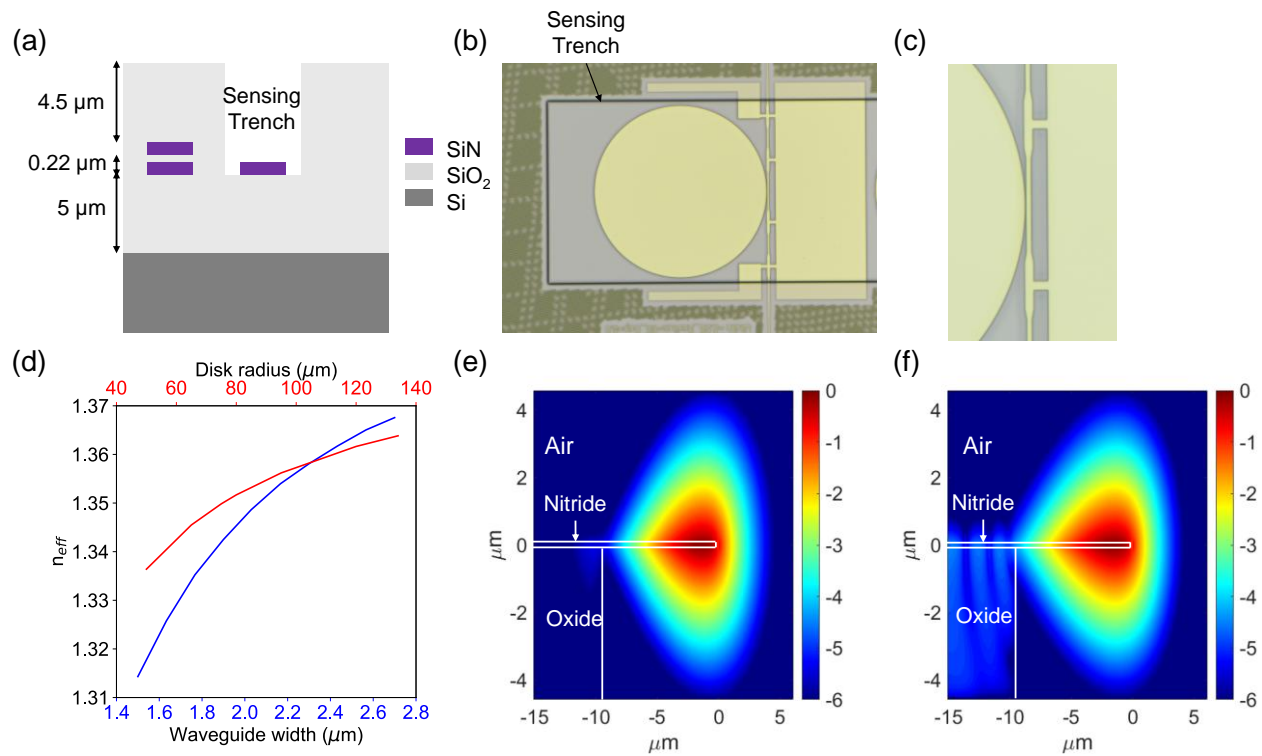 (a)
4.5 μm
0.22 μm
5 μm
Sensing
Trench
SiN
SiO2
Si
(b)
Sensing
Trench
(c)
(d)
Disk radius (μm)
40 60 80 100 120 140
1.37
1.36
1.35
1.34
1.33
1.32
1.31
neff
1.4 1.6 1.8 2.0 2.2 2.4 2.6 2.8
Waveguide width (μm)
(e)
Air
Nitride
Oxide
4
2
0
-2
-4
μm
-15 -10 -5 0 5
μm
0
-1
-2
-3
-4
-5
-6
(f)
Air
Nitride
Oxide
4
2
0
-2
-4
μm
-15 -10 -5 0 5
μm
0
-1
-2
-3
-4
-5
-6